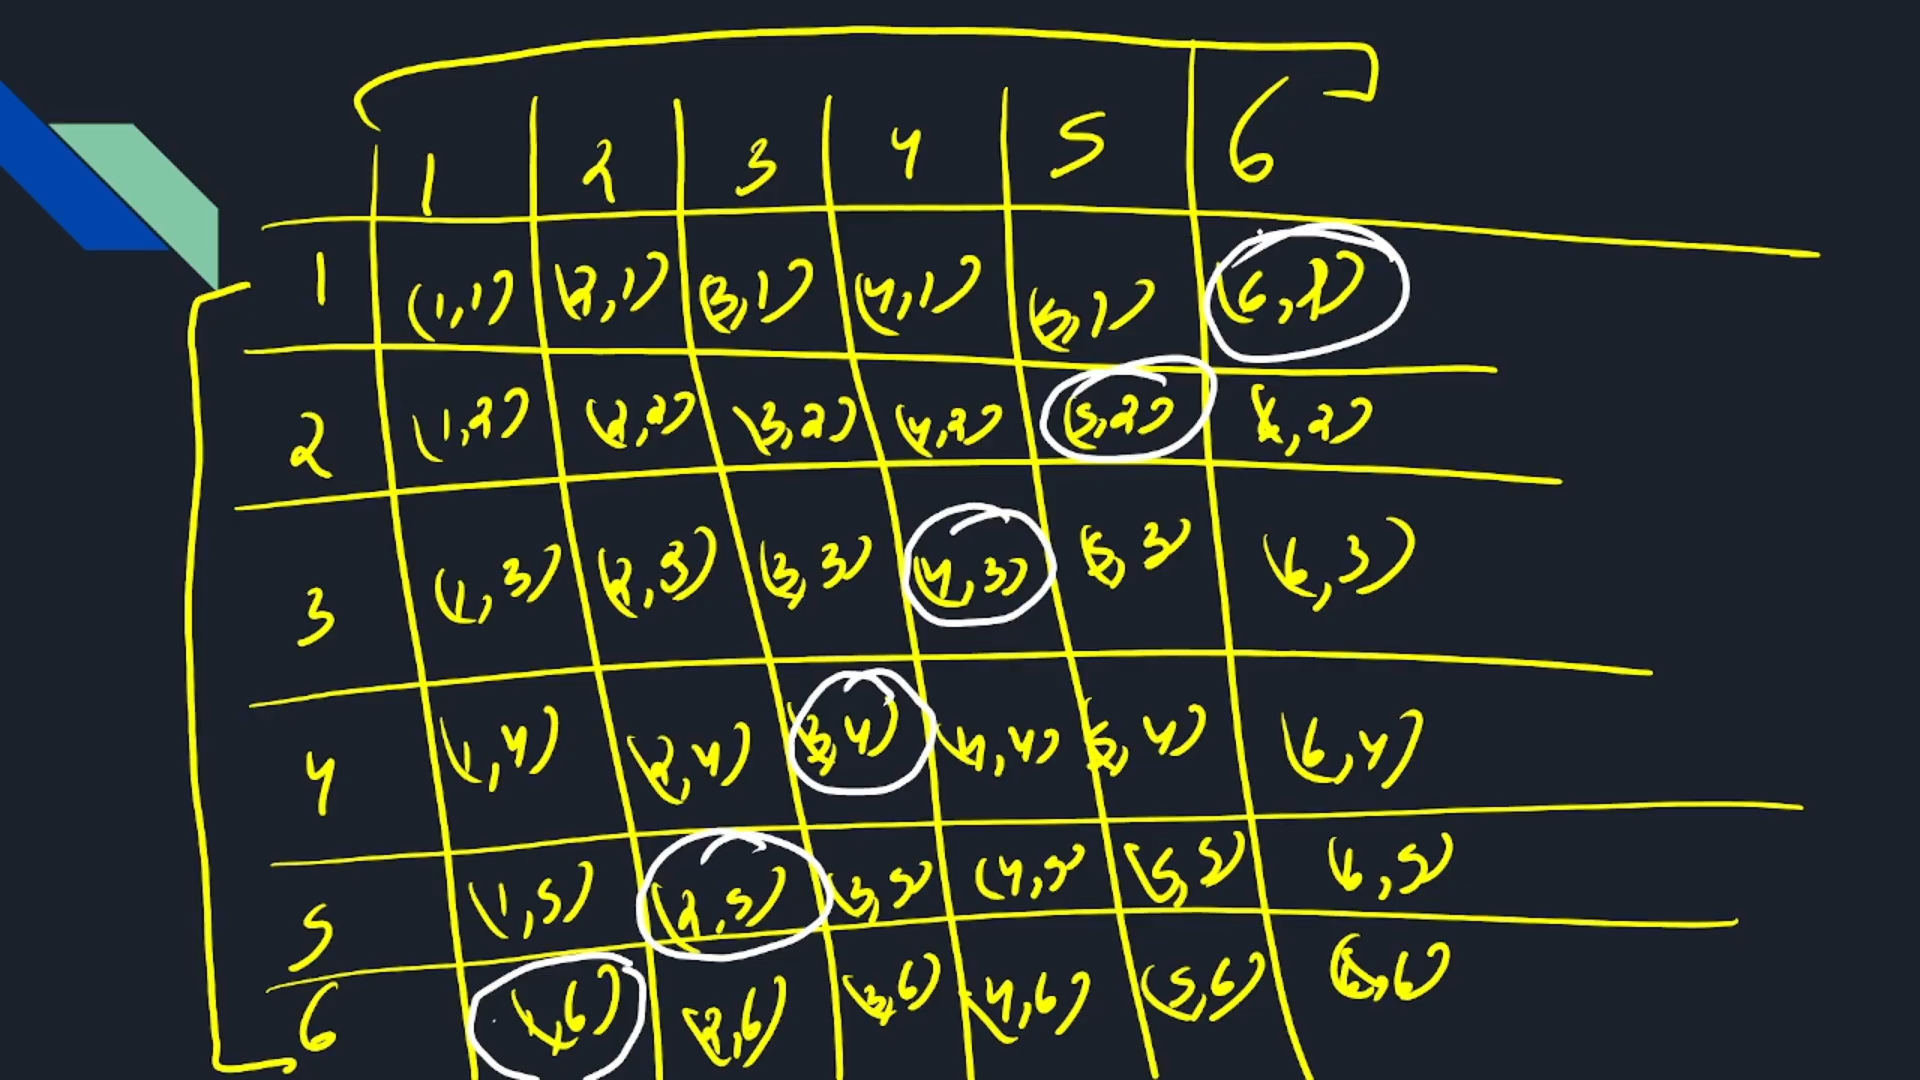 1 2 3 4 5 6
1 (1,1) (2,1) (3,1) (4,1) (5,1) (6,1)
2 (1,2) (2,2) (3,2) (4,2) (5,2) (6,2)
3 (1,3) (2,3) (3,3) (4,3) (5,3) (6,3)
4 (1,4) (2,4) (3,4) (4,4) (5,4) (6,4)
5 (1,5) (2,5) (3,5) (4,5) (5,5) (6,5)
6 (1,6) (2,6) (3,6) (4,6) (5,6) (6,6)